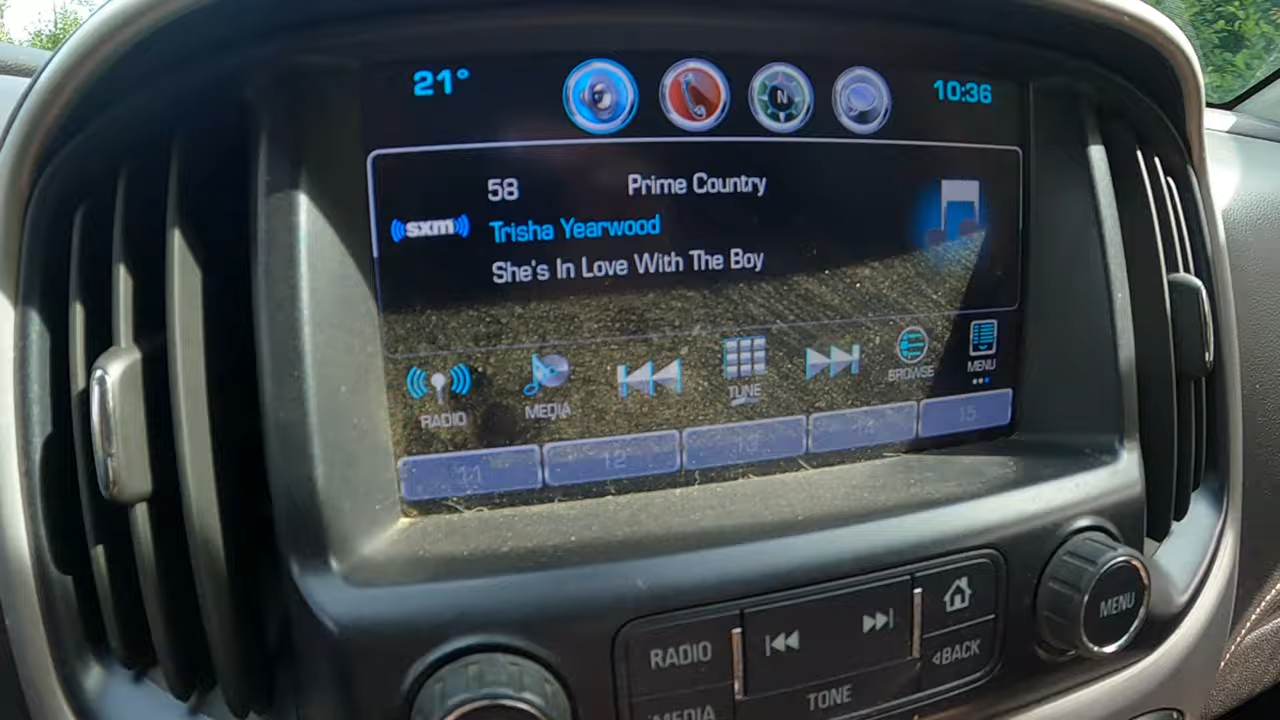 21°
N
10:36
58 Prime Country
sxm
Trisha Yearwood
She's In Love With The Boy
RADIO
MEDIA
TUNE
BROWSE
MENU
11 12 13 14 15
RADIO
BACK
MENU
MEDIA
TONE